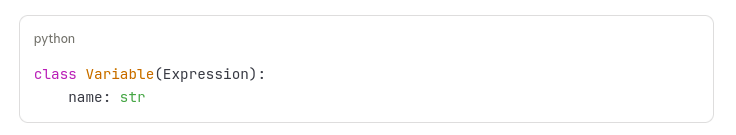 python
class Variable(Expression):
    name: str